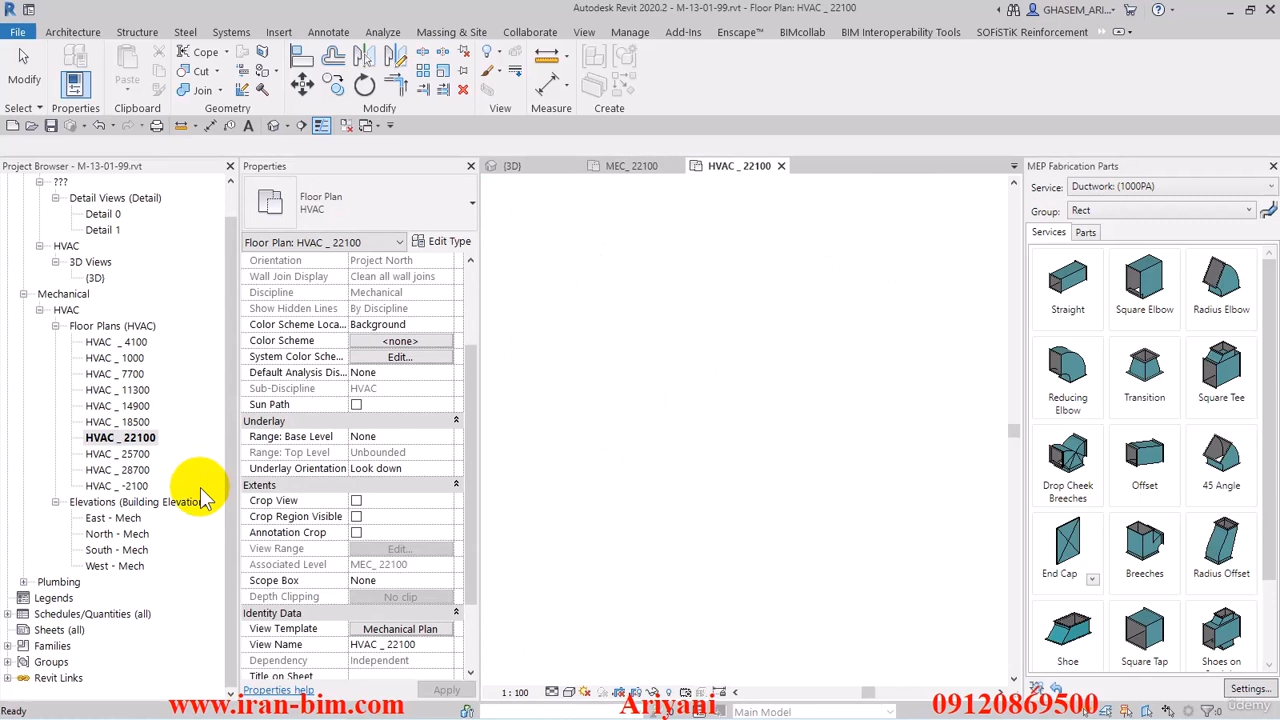 Autodesk Revit 2020.2 - M-13-01-99.rvt - Floor Plan: HVAC _ 22100
GHASEM_ARI...
File Architecture Structure Steel Systems Insert Annotate Analyze Massing & Site Collaborate View Manage Add-Ins Enscape™ BIMcollab BIM Interoperability Tools SOFiSTiK Reinforcement
Modify
Paste
Cope
Cut
Join
Select Properties Clipboard Geometry Modify View Measure Create
Project Browser - M-13-01-99.rvt
???
Detail Views (Detail)
Detail 0
Detail 1
HVAC
3D Views
{3D}
Mechanical
HVAC
Floor Plans (HVAC)
HVAC _ 4100
HVAC _ 1000
HVAC _ 7700
HVAC _ 11300
HVAC _ 14900
HVAC _ 18500
HVAC _ 22100
HVAC _ 25700
HVAC _ 28700
HVAC _ -2100
Elevations (Building Elevation
East - Mech
North - Mech
South - Mech
West - Mech
Plumbing
Legends
Schedules/Quantities (all)
Sheets (all)
Families
Groups
Revit Links
Properties
Floor Plan
HVAC
Floor Plan: HVAC _ 22100 Edit Type
Orientation Project North
Wall Join Display Clean all wall joins
Discipline Mechanical
Show Hidden Lines By Discipline
Color Scheme Loca... Background
Color Scheme <none>
System Color Sche... Edit...
Default Analysis Dis... None
Sub-Discipline HVAC
Sun Path
Underlay
Range: Base Level None
Range: Top Level Unbounded
Underlay Orientation Look down
Extents
Crop View
Crop Region Visible
Annotation Crop
View Range Edit...
Associated Level MEC_ 22100
Scope Box None
Depth Clipping No clip
Identity Data
View Template Mechanical Plan
View Name HVAC _ 22100
Dependency Independent
Title on Sheet
Properties help Apply
{3D} MEC_ 22100 HVAC _ 22100
1 : 100
MEP Fabrication Parts
Service: Ductwork: (1000PA)
Group: Rect
Services Parts
Straight Square Elbow Radius Elbow
Reducing Elbow Transition Square Tee
Drop Cheek Breeches Offset 45 Angle
End Cap Breeches Radius Offset
Shoe Square Tap Shoes on
Settings...
Ready
Main Model
:0
www.iran-bim.com Ariyani 09120869500
udemy